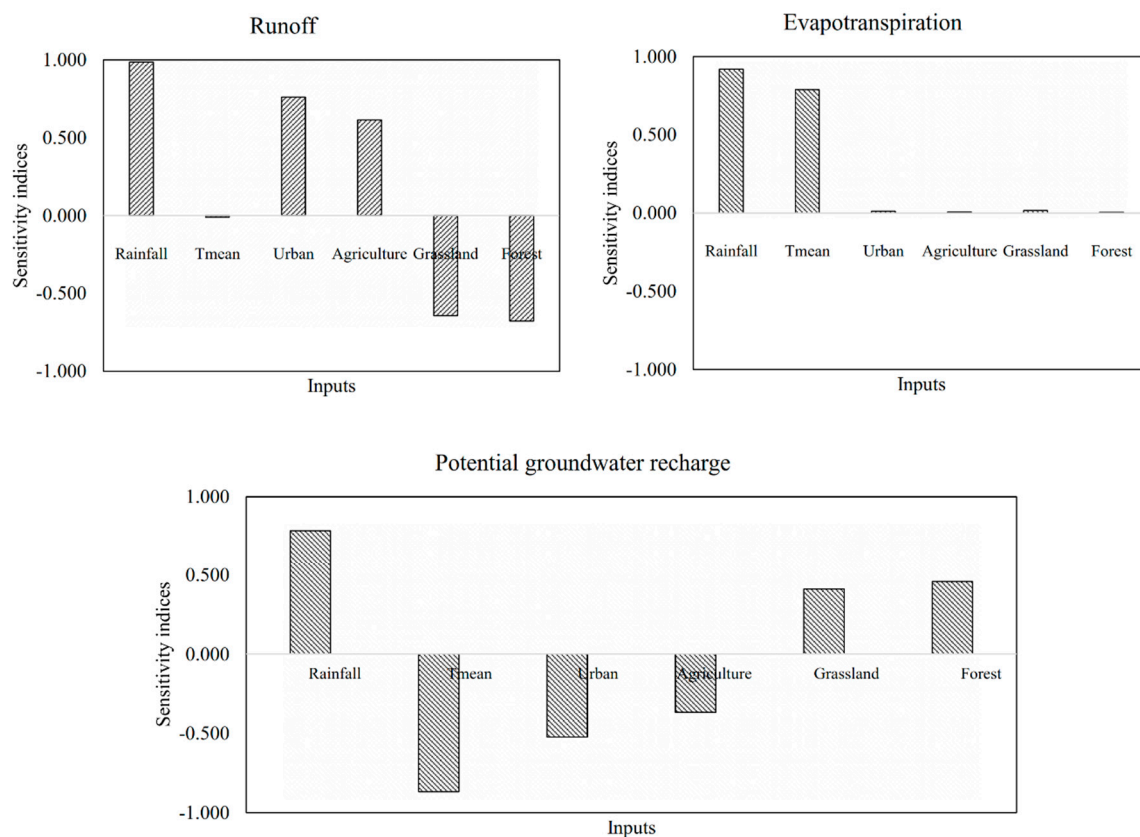 Runoff
1.000
0.500
0.000
-0.500
-1.000
Sensitivity indices
Rainfall Tmean Urban Agriculture Grassland Forest
Inputs
Evapotranspiration
1.000
0.500
0.000
-0.500
-1.000
Sensitivity indices
Rainfall Tmean Urban Agriculture Grassland Forest
Inputs
Potential groundwater recharge
1.000
0.500
0.000
-0.500
-1.000
Sensitivity indices
Rainfall Tmean Urban Agriculture Grassland Forest
Inputs